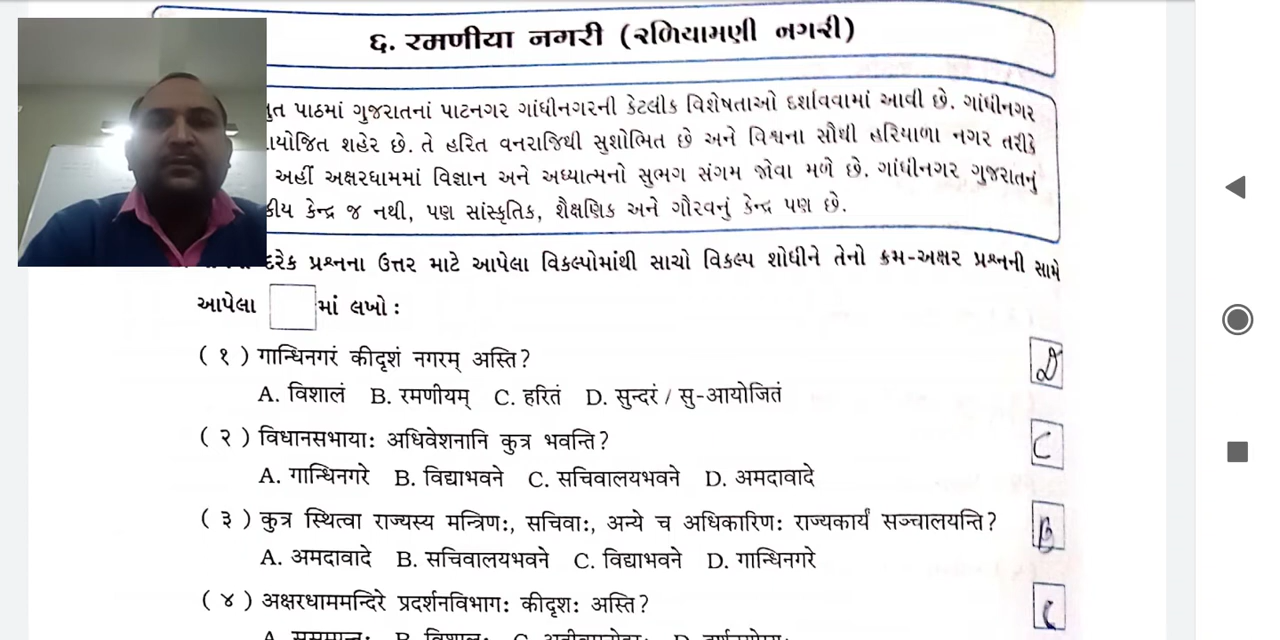 ૬. રમણીયા નગરી (રળિયામણી નગરી)
પાઠમાં ગુજરાતનાં પાટનગર ગાંધીનગરની કેટલીક વિશેષતાઓ દર્શાવવામાં આવી છે. ગાંધીનગર
શહેર છે. તે હરિત વનરાજિથી સુશોભિત છે અને વિશ્વના સૌથી હરિયાળા નગર તરીકે
અહીં અક્ષરધામમાં વિજ્ઞાન અને અધ્યાત્મનો સુભગ સંગમ જોવા મળે છે. ગાંધીનગર ગુજરાતનું
કેન્દ્ર જ નથી, પણ સાંસ્કૃતિક, શૈક્ષણિક અને ગૌરવનું કેન્દ્ર પણ છે.
દરેક પ્રશ્નના ઉત્તર માટે આપેલા વિકલ્પોમાંથી સાચો વિકલ્પ શોધીને તેનો ક્રમ-અક્ષર પ્રશ્નની સામે
આપેલા માં લખો :
( १ ) गान्धिनगरं कीदृशं नगरम् अस्ति? D
A. विशालं B. रमणीयम् C. हरितं D. सुन्दरं / सु-आयोजितं
( २ ) विधानसभायाः अधिवेशनानि कुत्र भवन्ति? C
A. गान्धिनगरे B. विद्याभवने C. सचिवालयभवने D. अमदावादे
( ३ ) कुत्र स्थित्वा राज्यस्य मन्त्रिणः, सचिवाः, अन्ये च अधिकारिणः राज्यकार्यं सञ्चालयन्ति? B
A. अमदावादे B. सचिवालयभवने C. विद्याभवने D. गान्धिनगरे
( ४ ) अक्षरधाममन्दिरे प्रदर्शनविभागः कीदृशः अस्ति? C